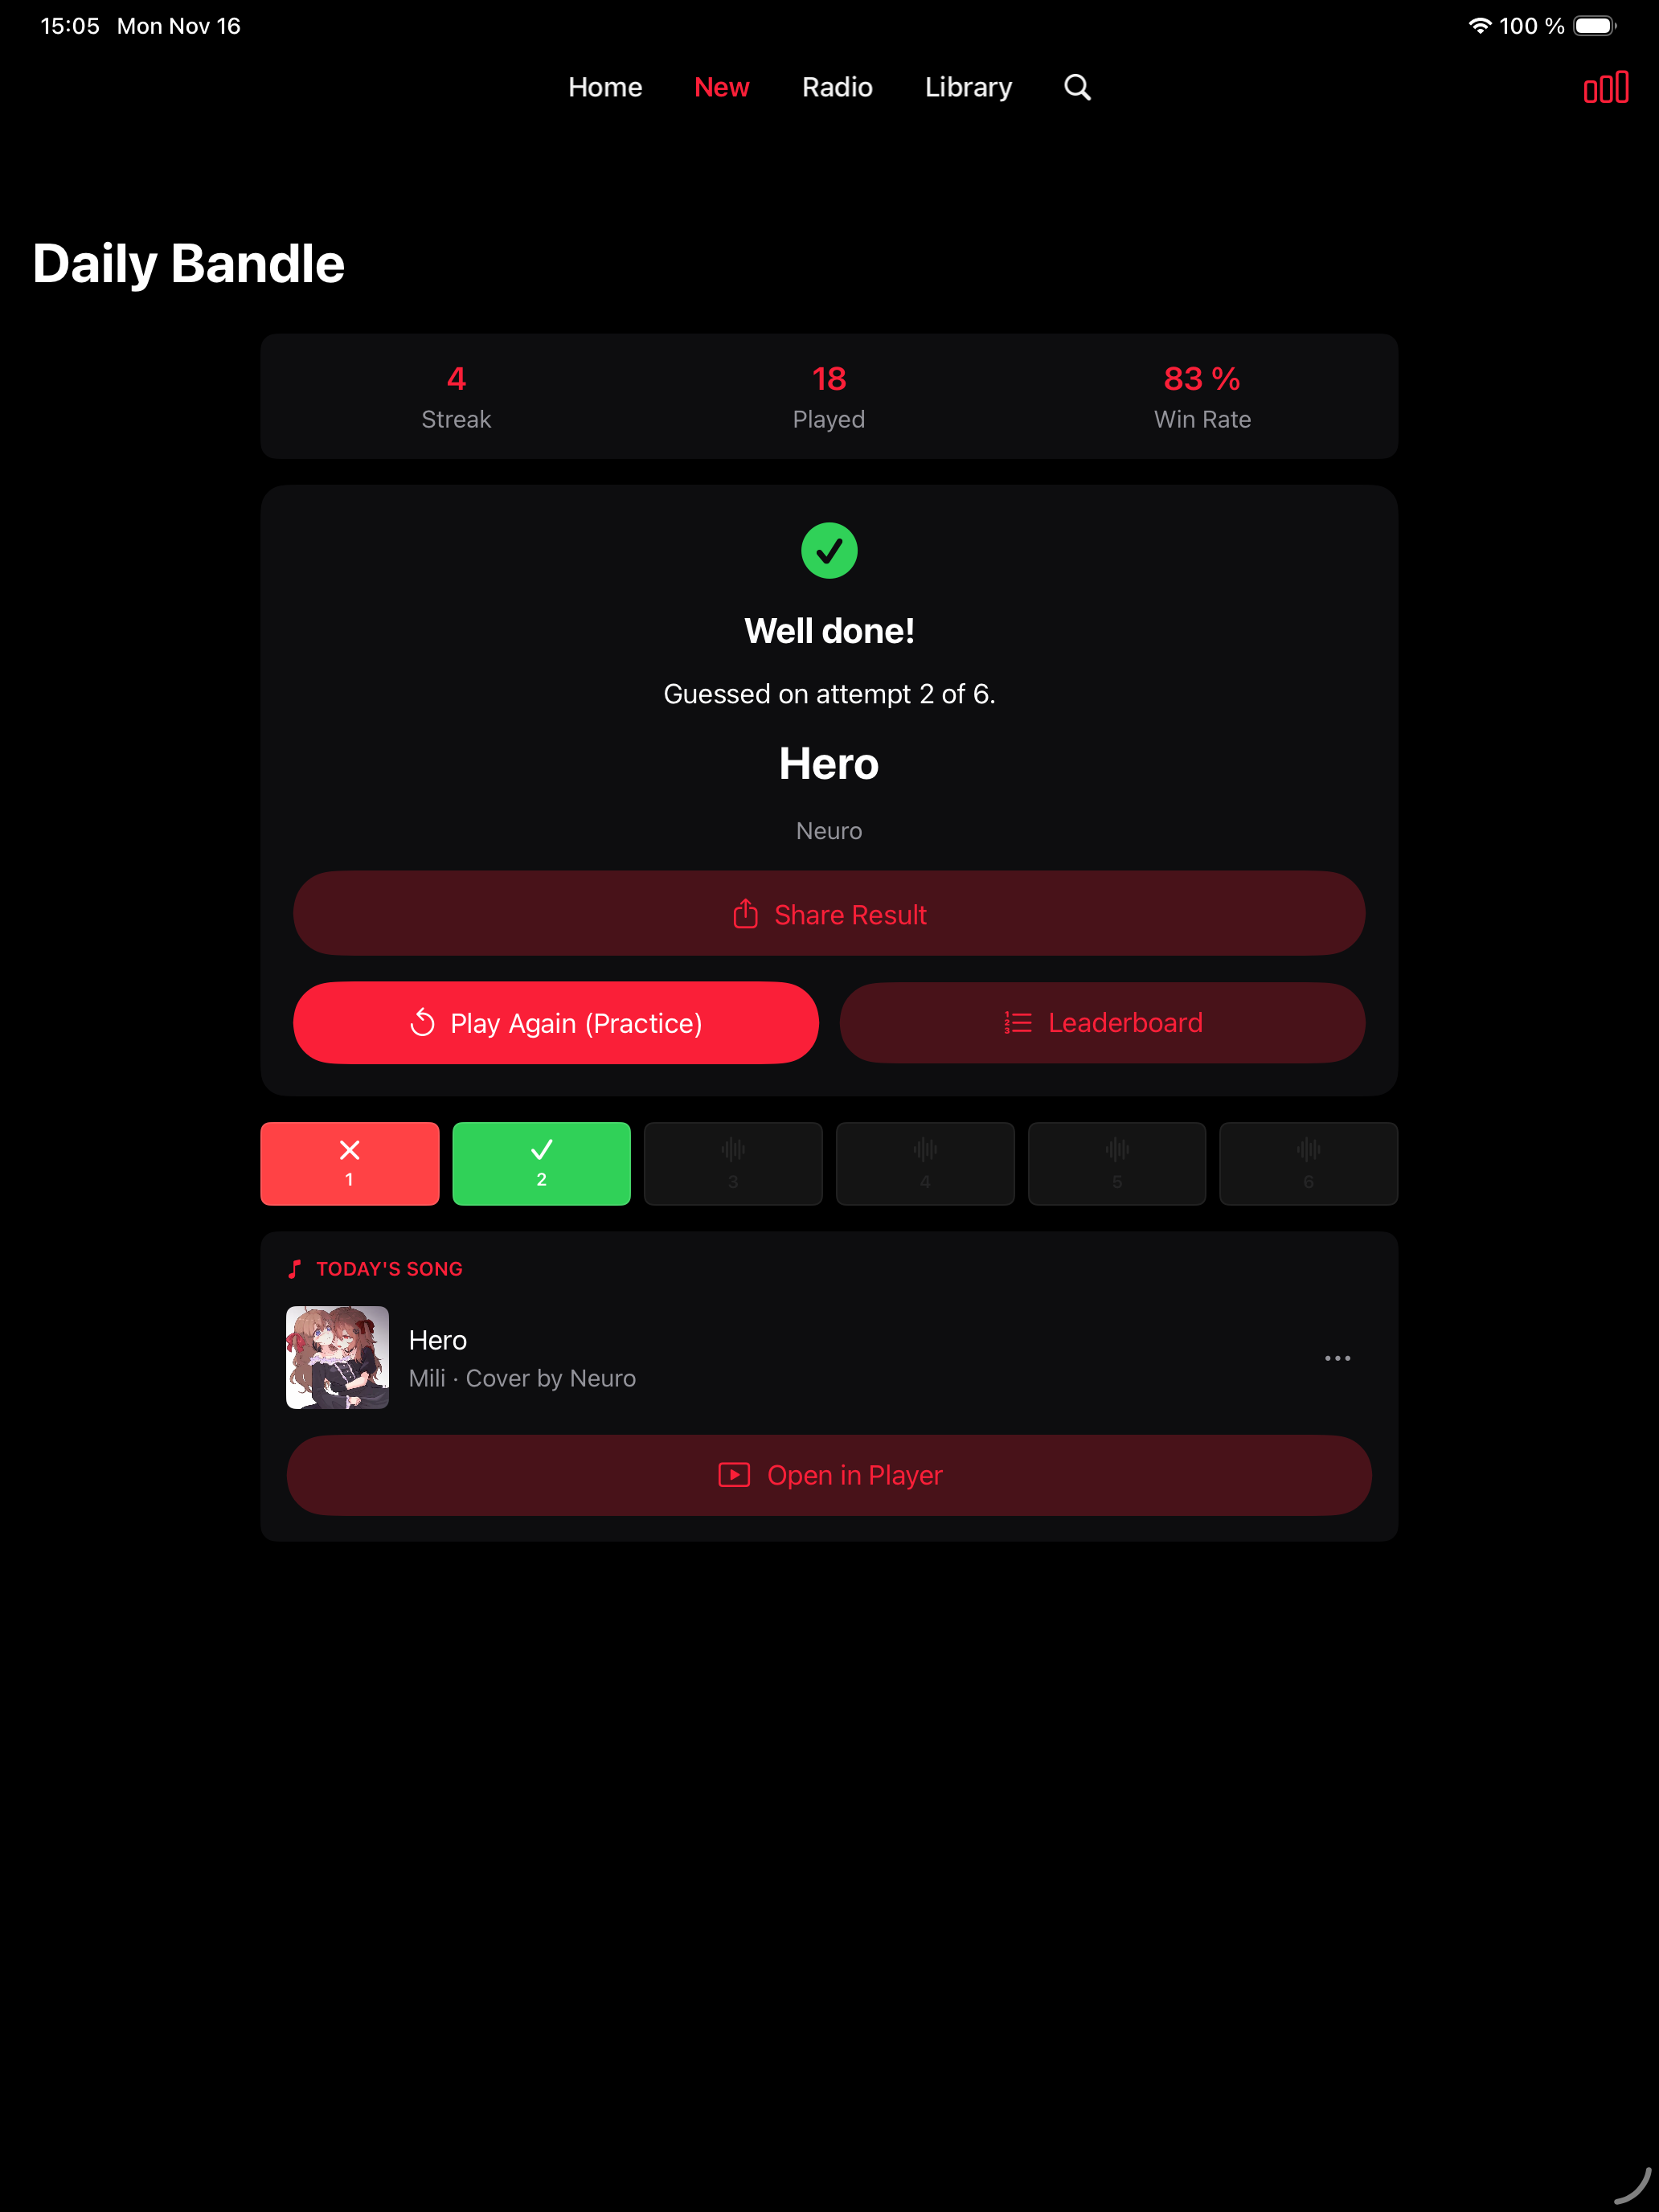 15:05 Mon Nov 16
100 %
Home New Radio Library
Daily Bandle
4 18 83 %
Streak Played Win Rate
Well done!
Guessed on attempt 2 of 6.
Hero
Neuro
Share Result
Play Again (Practice) Leaderboard
1 2 3 4 5 6
TODAY'S SONG
Hero
Mili · Cover by Neuro
Open in Player